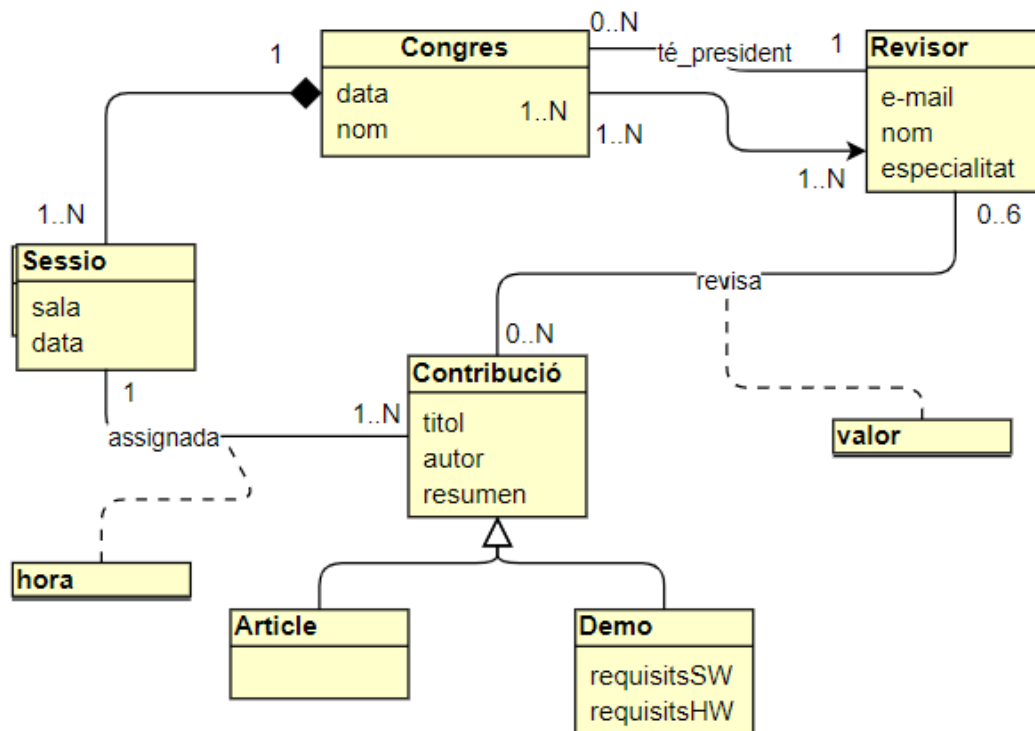 0..N
1
Congres
té_president
1
Revisor
data
nom
1..N
1..N
1..N
e-mail
nom
especialitat
1..N
0..6
Sessio
sala
data
revisa
0..N
1
1..N
assignada
Contribució
titol
autor
resumen
valor
hora
Article
Demo
requisitsSW
requisitsHW